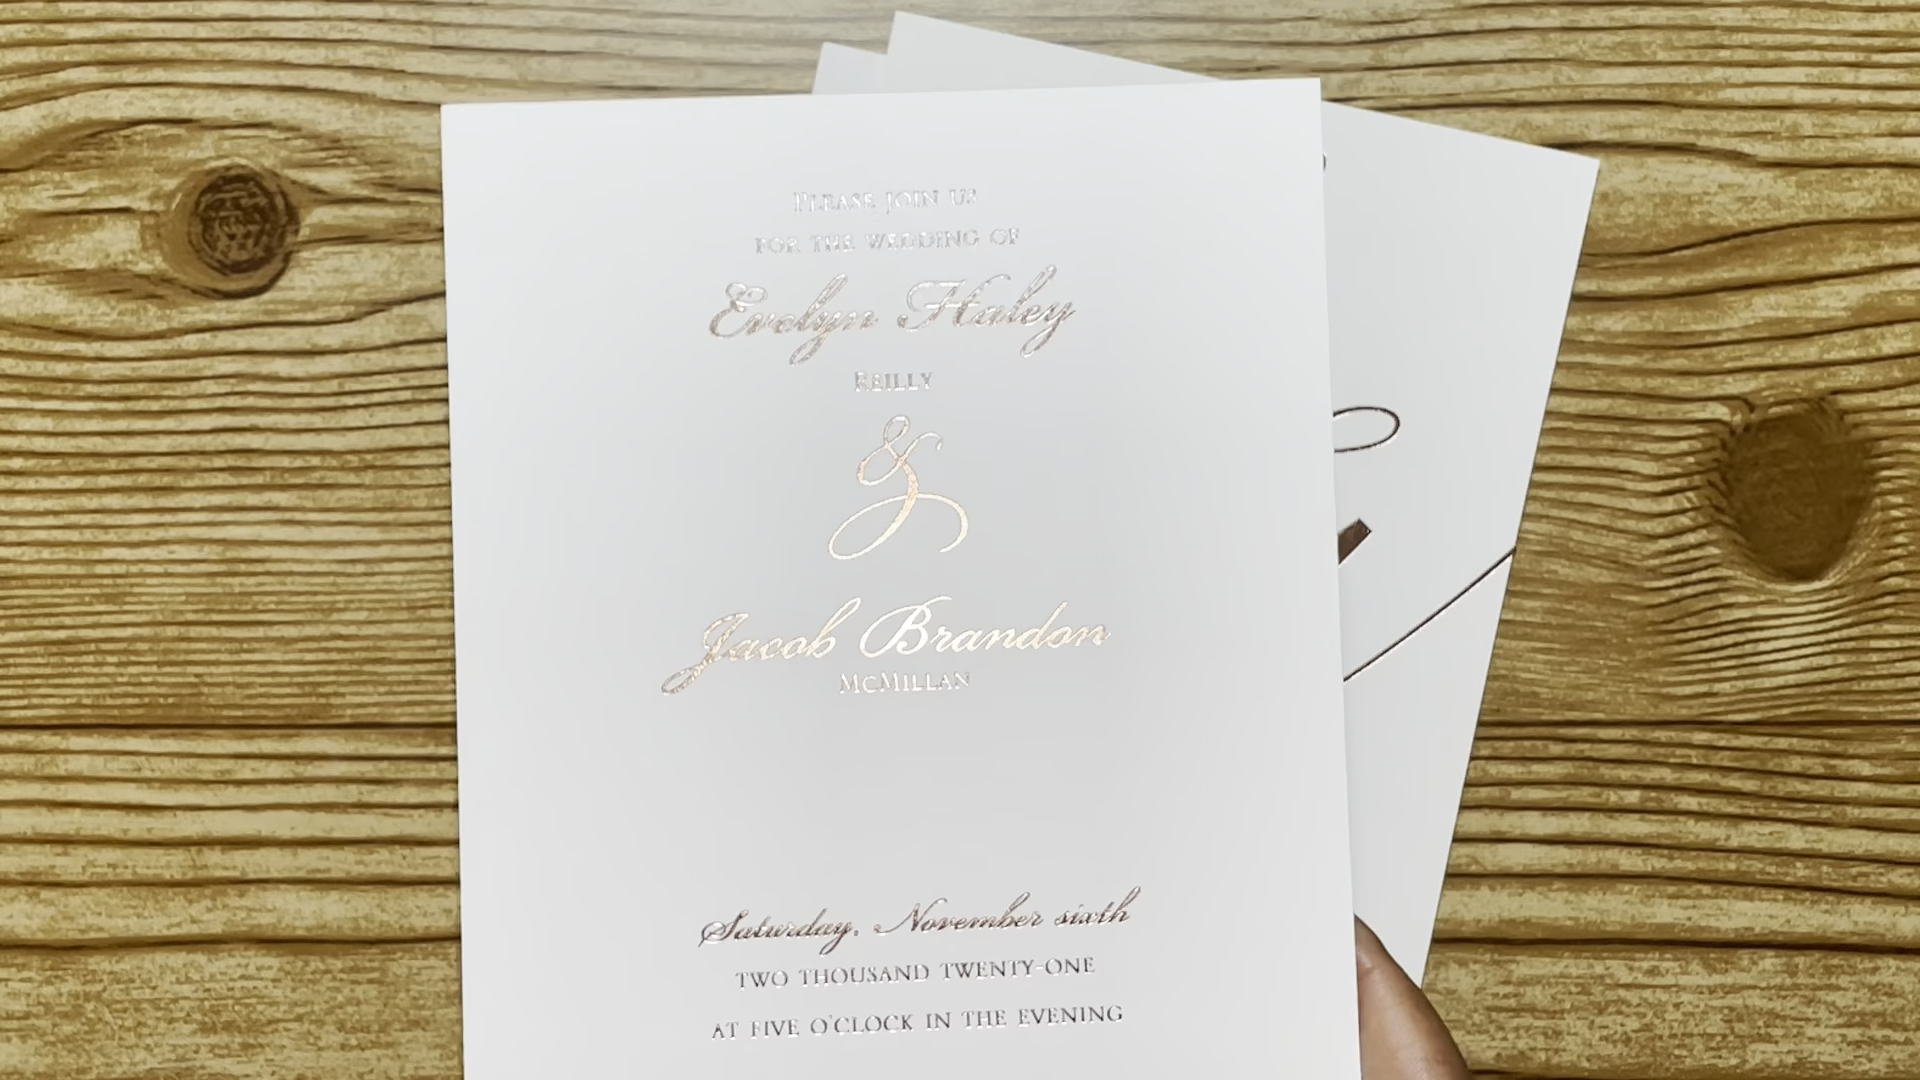 Please join us
for the wedding of
Evelyn Haley
Reilly
&
Jacob Brandon
McMillan
Saturday, November sixth
two thousand twenty-one
at five o'clock in the evening